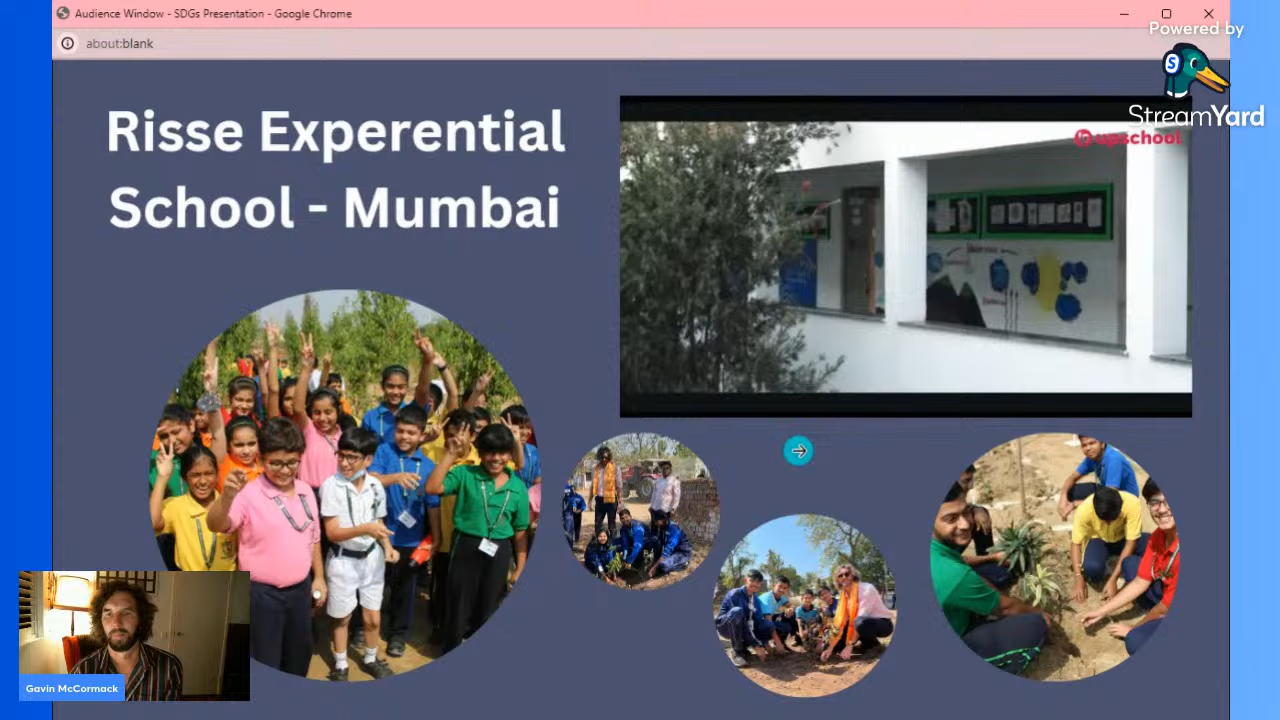 Audience Window - SDGs Presentation - Google Chrome
about:blank
Powered by
StreamYard
Risse Experential
School - Mumbai
upschool
Gavin McCormack